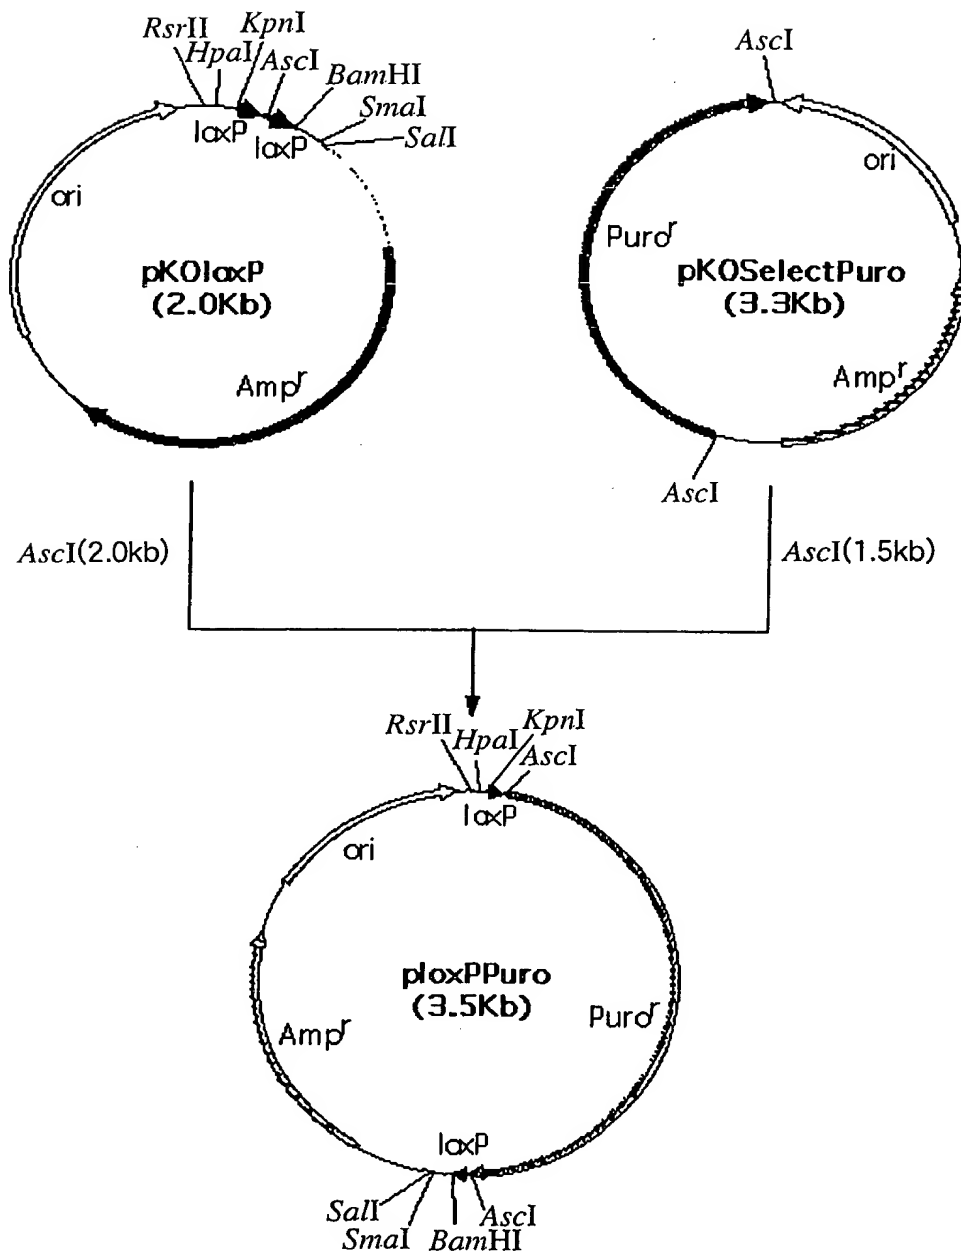 RsrII
HpaI
KpnI
AscI
BamHI
SmaI
SalI
loxP
loxP
ori
pKOloxP
(2.0Kb)
Ampr
AscI
ori
Puror
pKOSelectPuro
(3.3Kb)
Ampr
AscI
AscI(2.0kb)
AscI(1.5kb)
RsrII
HpaI
KpnI
AscI
loxP
ori
ploxPPuro
(3.5Kb)
Ampr
Puror
loxP
SalI
SmaI
BamHI
AscI